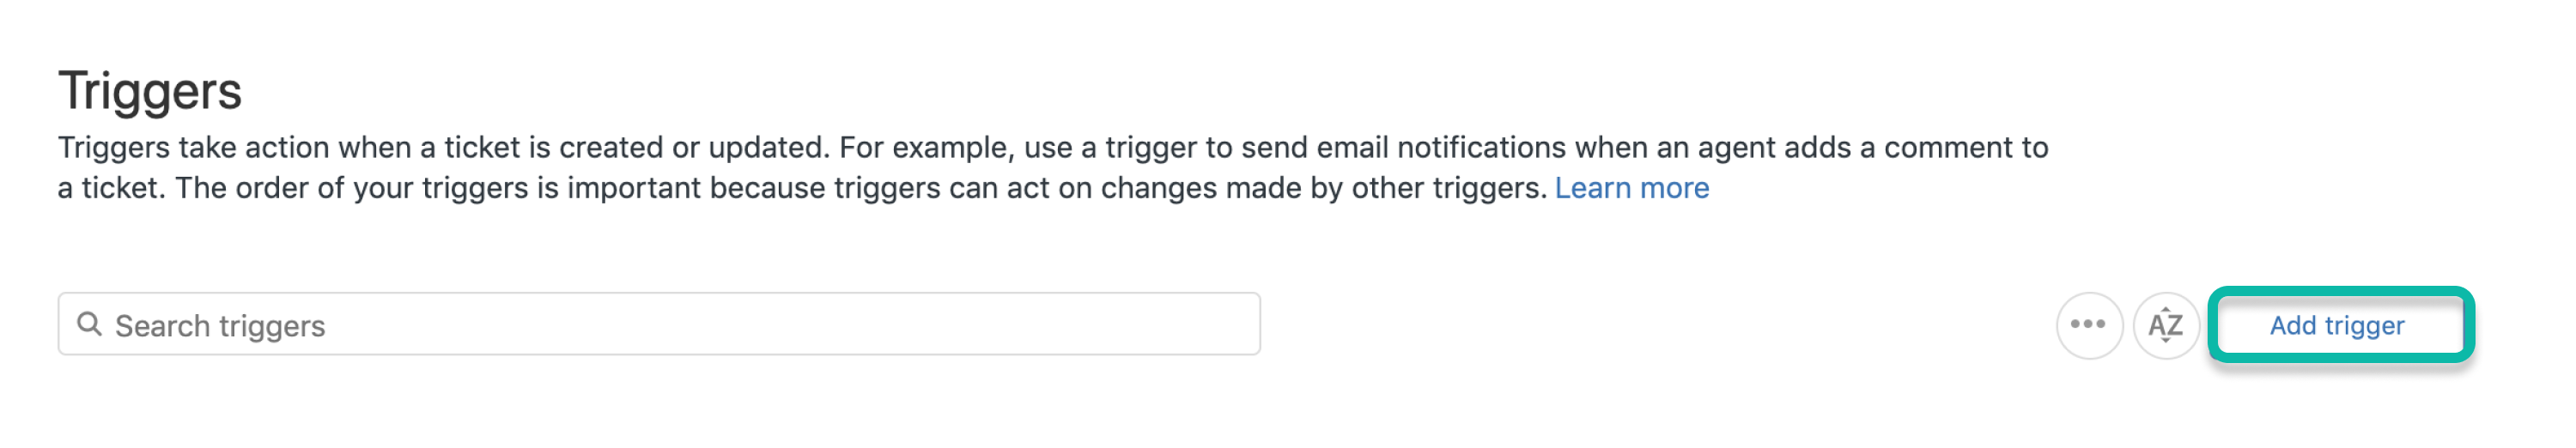 Triggers
Triggers take action when a ticket is created or updated. For example, use a trigger to send email notifications when an agent adds a comment to
a ticket. The order of your triggers is important because triggers can act on changes made by other triggers. Learn more
Search triggers
AZ
Add trigger